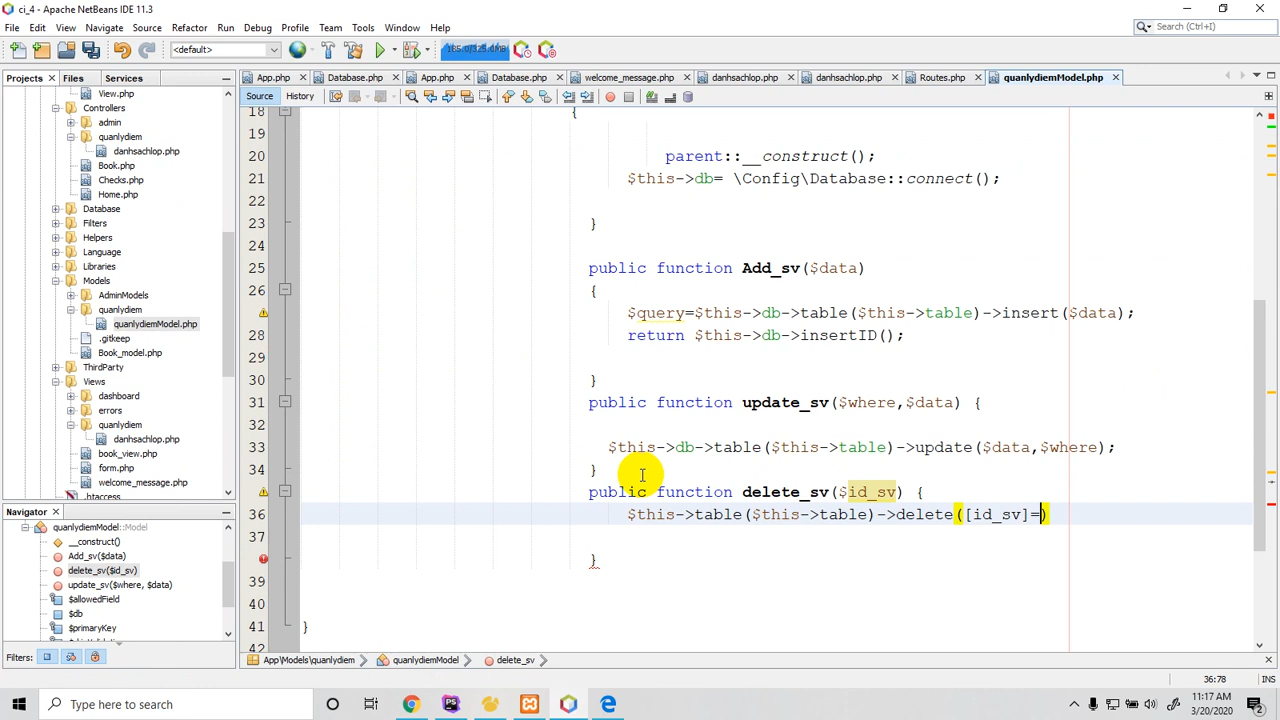 ci_4 - Apache NetBeans IDE 11.3
File Edit View Navigate Source Refactor Run Debug Profile Team Tools Window Help
Search (Ctrl+I)
<default>
Projects Files Services
App.php Database.php App.php Database.php welcome_message.php danhsachlop.php danhsachlop.php Routes.php quanlydiemModel.php
Source History
View.php
Controllers
admin
quanlydiem
danhsachlop.php
Book.php
Checks.php
Home.php
Database
Filters
Helpers
Language
Libraries
Models
AdminModels
quanlydiem
quanlydiemModel.php
.gitkeep
Book_model.php
ThirdParty
Views
dashboard
errors
quanlydiem
danhsachlop.php
book_view.php
form.php
welcome_message.php
.htaccess
Navigator
quanlydiemModel::Model
__construct()
Add_sv($data)
delete_sv($id_sv)
update_sv($where, $data)
$allowedField
$db
$primaryKey
Filters:
18 {
19
20 parent::__construct();
21 $this->db= \Config\Database::connect();
22
23 }
24
25 public function Add_sv($data)
26 {
$query=$this->db->table($this->table)->insert($data);
28 return $this->db->insertID();
29
30 }
31 public function update_sv($where,$data) {
32
33 $this->db->table($this->table)->update($data,$where);
34 }
public function delete_sv($id_sv) {
36 $this->table($this->table)->delete([id_sv]=)
37
}
39
40
41 }
42
App\Models\quanlydiem quanlydiemModel delete_sv
36:78 INS
Type here to search
11:17 AM
3/20/2020
2